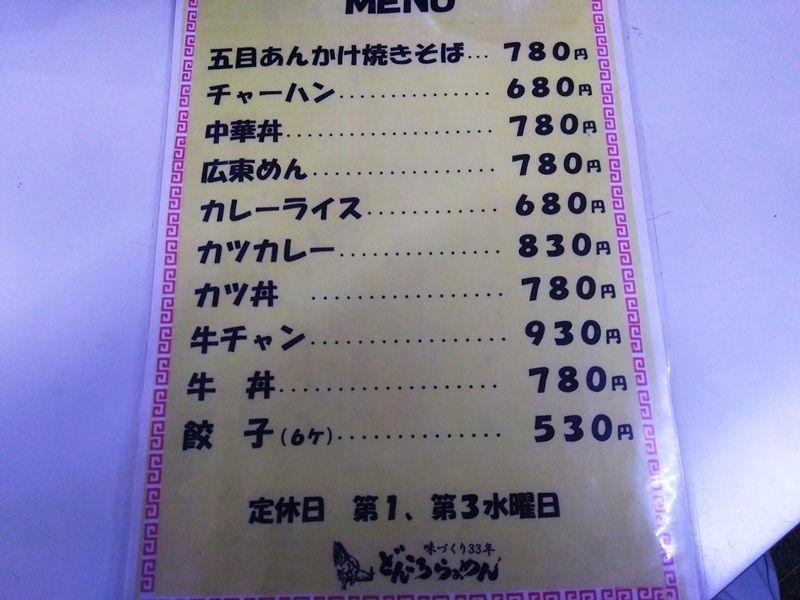 MENU
五目あんかけ焼きそば… 780円
チャーハン…………… 680円
中華丼………………… 780円
広東めん……………… 780円
カレーライス………… 680円
カツカレー…………… 830円
カツ丼 ……………… 780円
牛チャン……………… 930円
牛 丼………………… 780円
餃 子(6ケ)…………… 530円
定休日 第1、第3水曜日
味づくり33年
どんころらぁめん